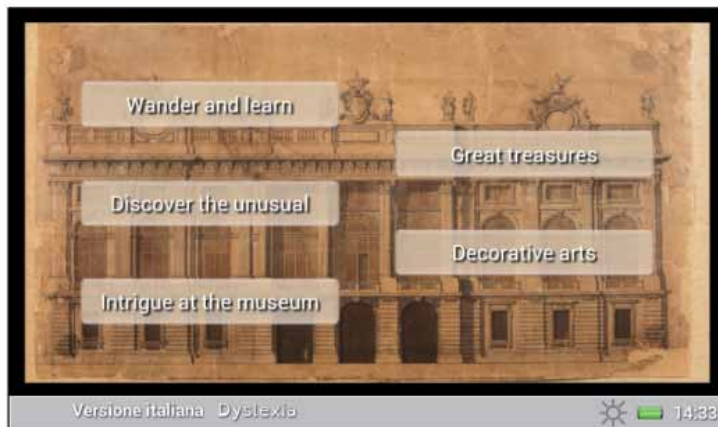 Wander and learn
Great treasures
Discover the unusual
Decorative arts
Intrigue at the museum
Versione italiana Dyslexia 14:33